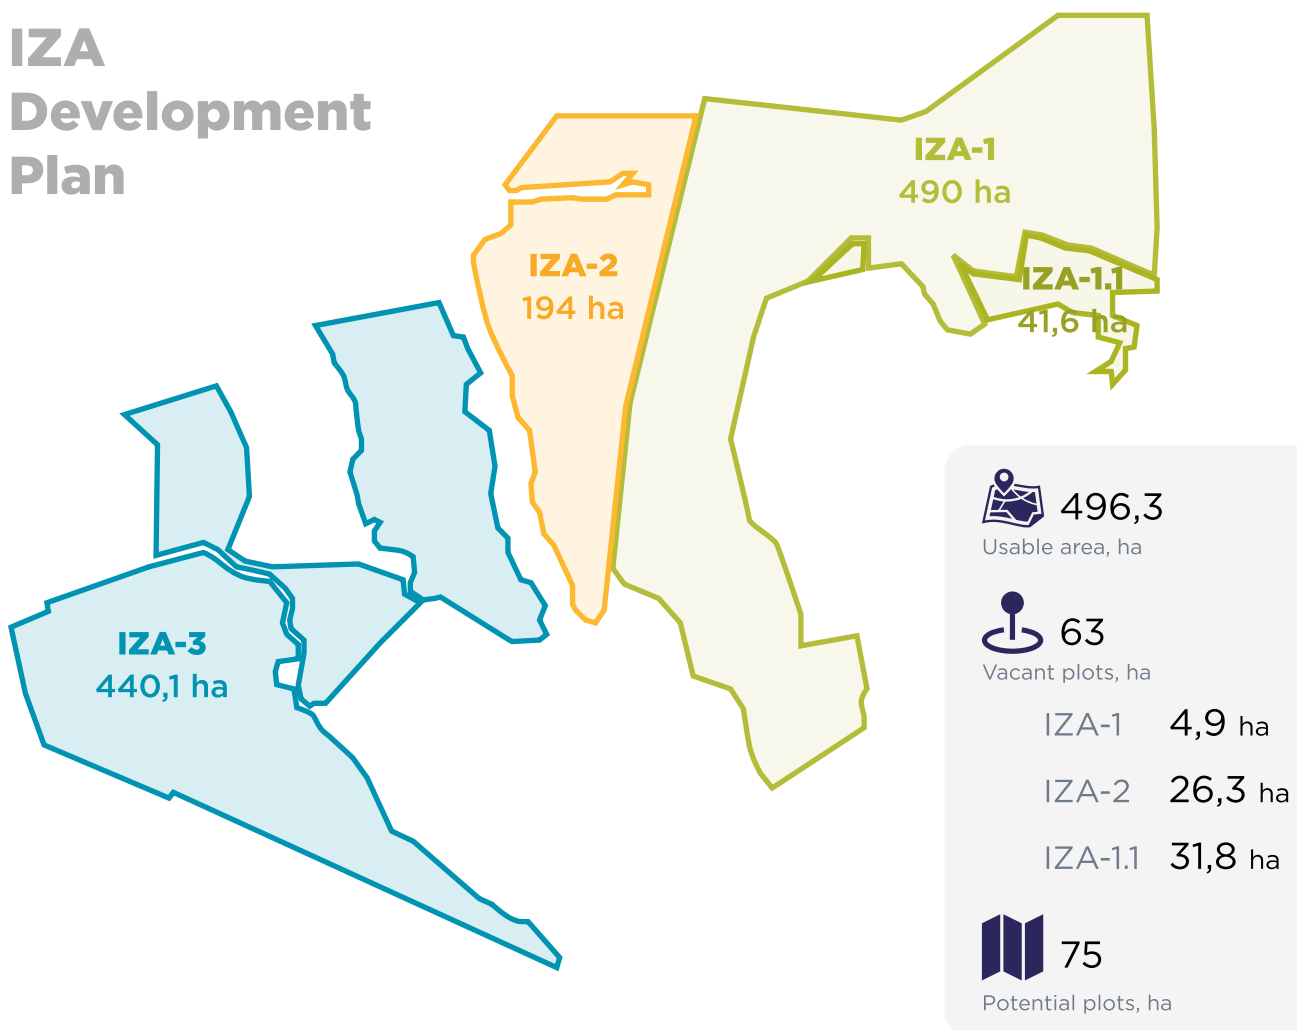 IZA
Development
Plan
IZA-1
490 ha
IZA-2
194 ha
IZA-1.1
41,6 ha
IZA-3
440,1 ha
496,3
Usable area, ha
63
Vacant plots, ha
IZA-1 4,9 ha
IZA-2 26,3 ha
IZA-1.1 31,8 ha
75
Potential plots, ha